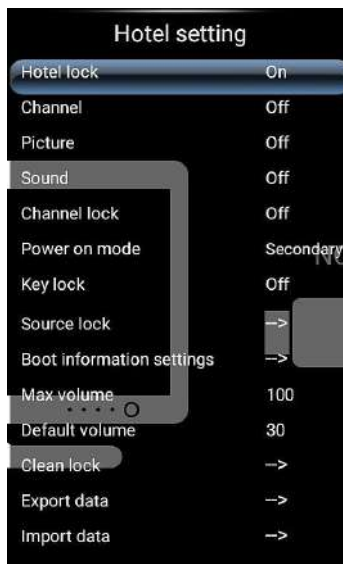 Hotel setting
Hotel lock On
Channel Off
Picture Off
Sound Off
Channel lock Off
Power on mode Secondary
Key lock Off
Source lock -->
Boot information settings -->
Max volume 100
Default volume 30
Clean lock -->
Export data -->
Import data -->